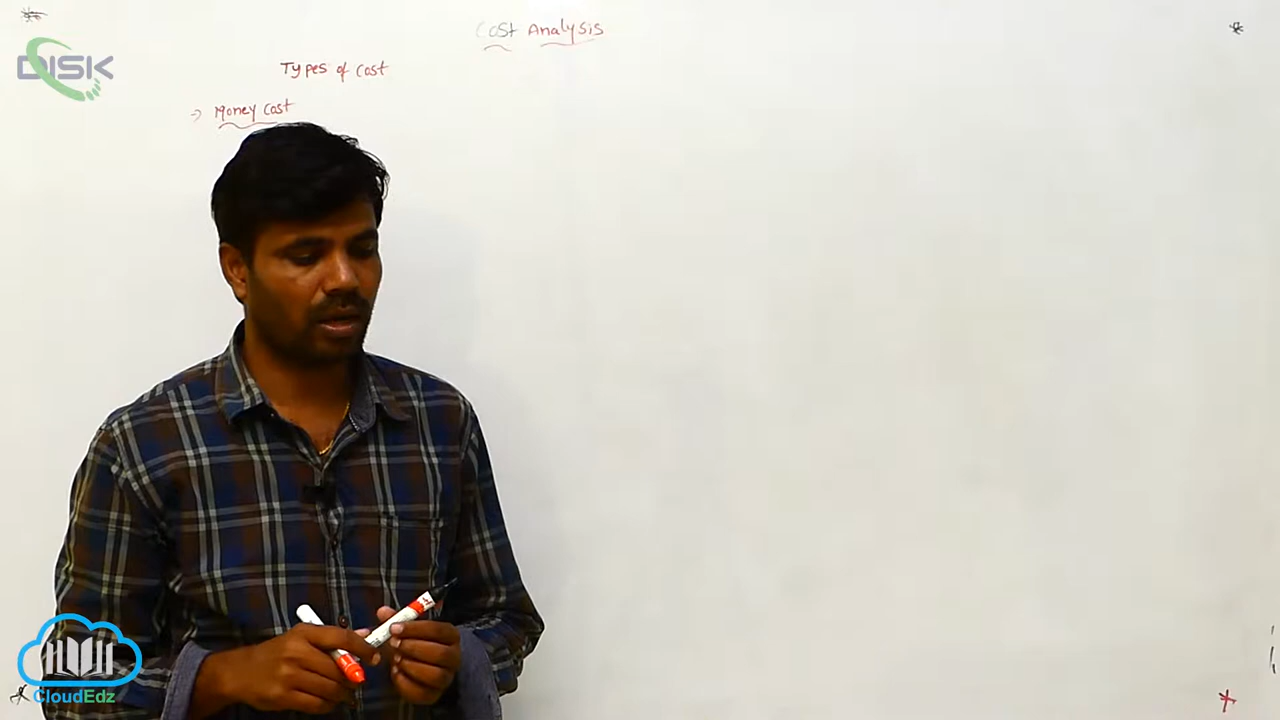 Cost Analysis
DISK
Types of Cost
→ Money Cost
CloudEdz